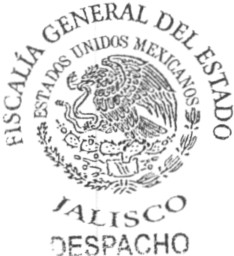 FISCALÍA GENERAL DEL ESTADO
ESTADOS UNIDOS MEXICANOS
JALISCO
DESPACHO